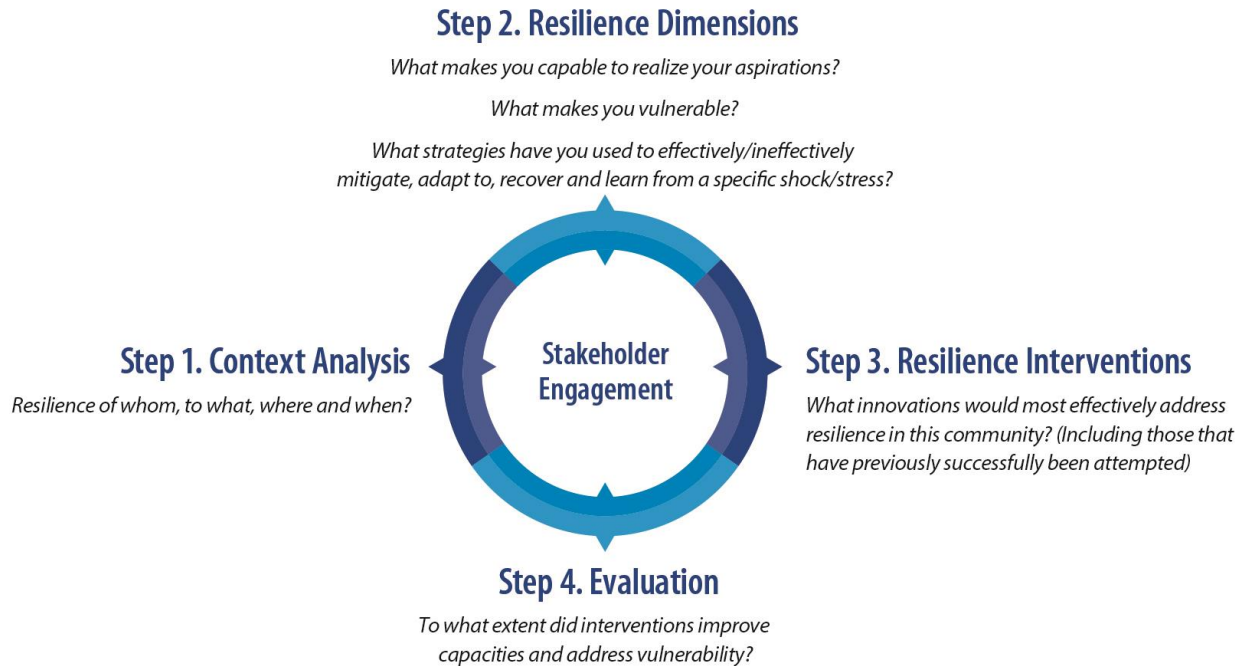 Step 2. Resilience Dimensions
What makes you capable to realize your aspirations?
What makes you vulnerable?
What strategies have you used to effectively/ineffectively
mitigate, adapt to, recover and learn from a specific shock/stress?
Step 1. Context Analysis
Resilience of whom, to what, where and when?
Stakeholder
Engagement
Step 3. Resilience Interventions
What innovations would most effectively address
resilience in this community? (Including those that
have previously successfully been attempted)
Step 4. Evaluation
To what extent did interventions improve
capacities and address vulnerability?